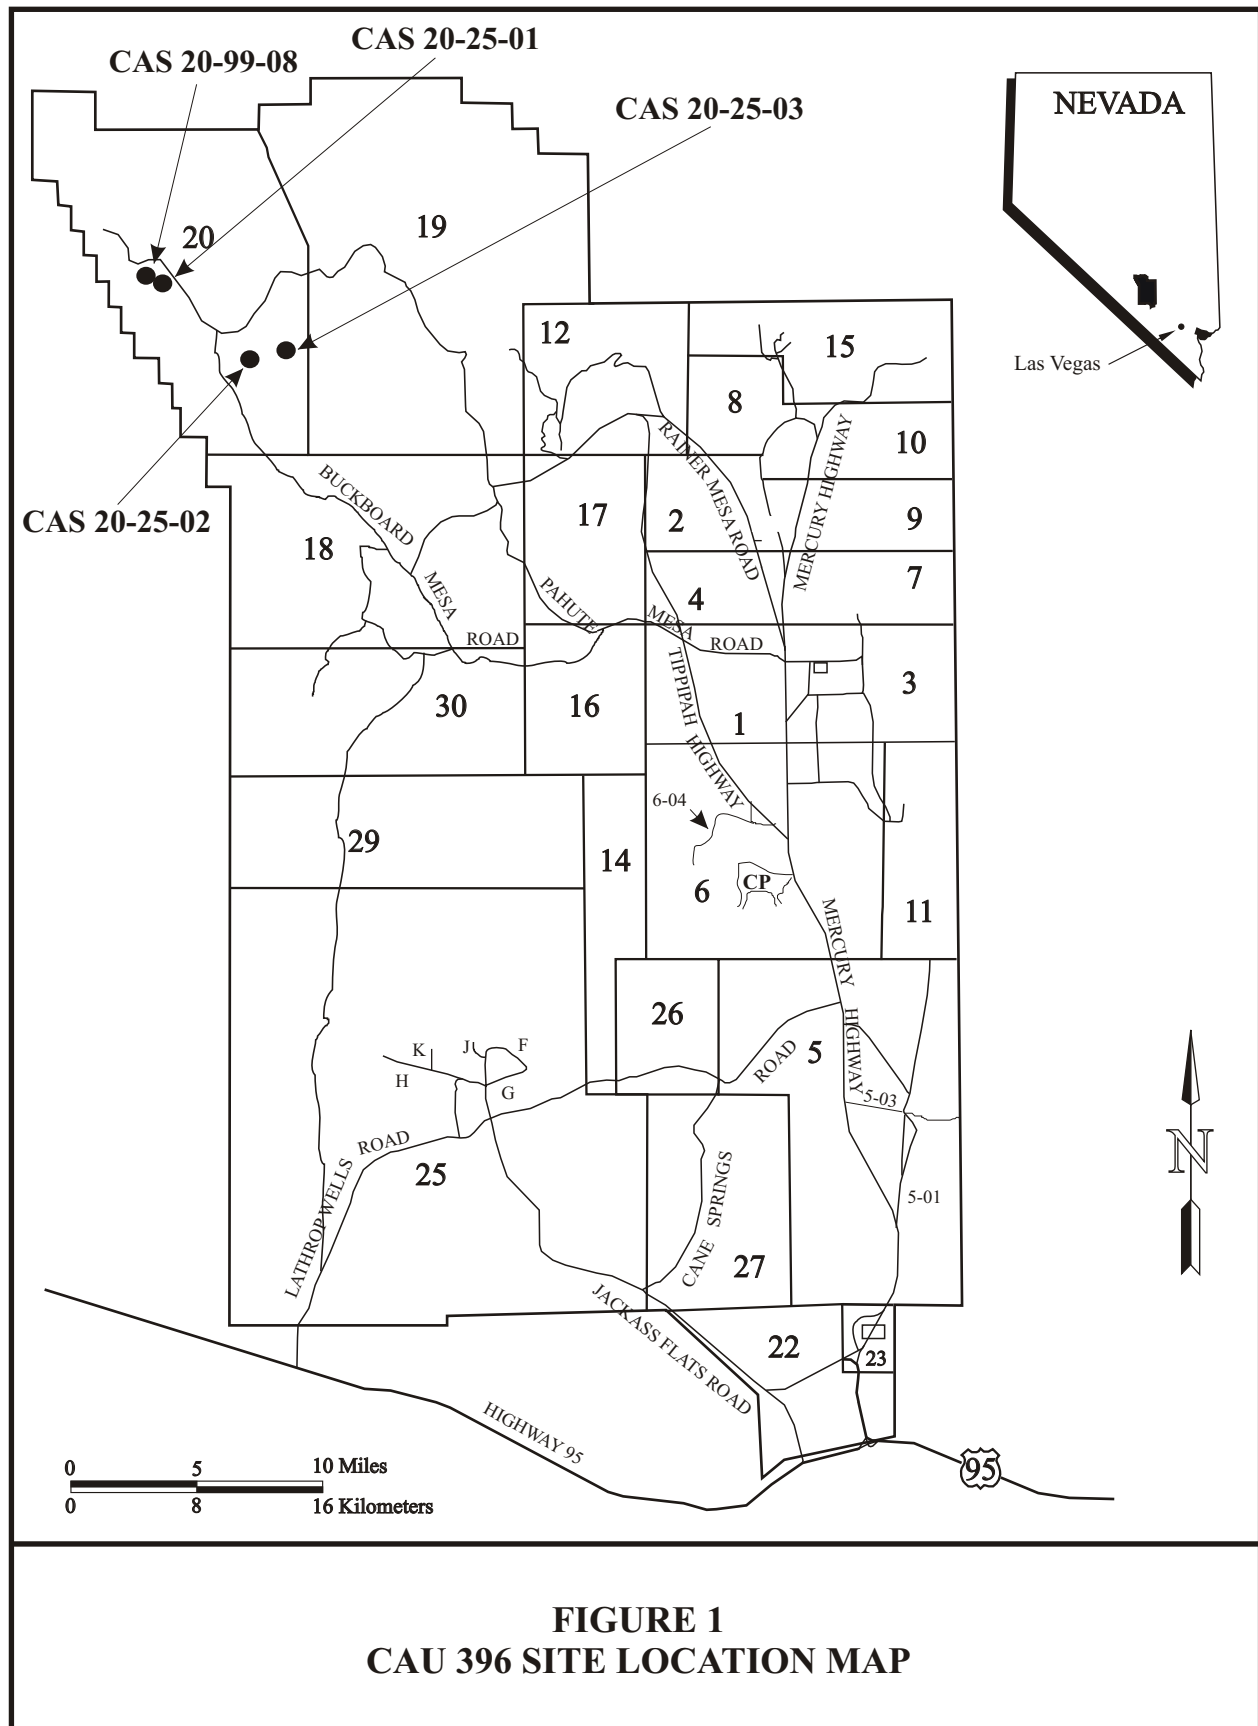 CAS 20-25-01
CAS 20-99-08
CAS 20-25-03
NEVADA
Las Vegas
20
19
12
15
8
10
RAINER MESA ROAD
MERCURY HIGHWAY
BUCKBOARD
MESA
ROAD
CAS 20-25-02
18
17
2
9
7
4
PAHUTE
MESA
ROAD
TIPPIPAH HIGHWAY
3
30
16
1
6-04
29
14
6
CP
11
MERCURY
HIGHWAY
26
5
ROAD
K
J
F
H
G
5-03
LATHROP WELLS
ROAD
25
CANE SPRINGS
5-01
27
N
JACKASS FLATS ROAD
22
23
HIGHWAY 95
95
0 5 10 Miles
0 8 16 Kilometers
FIGURE 1
CAU 396 SITE LOCATION MAP